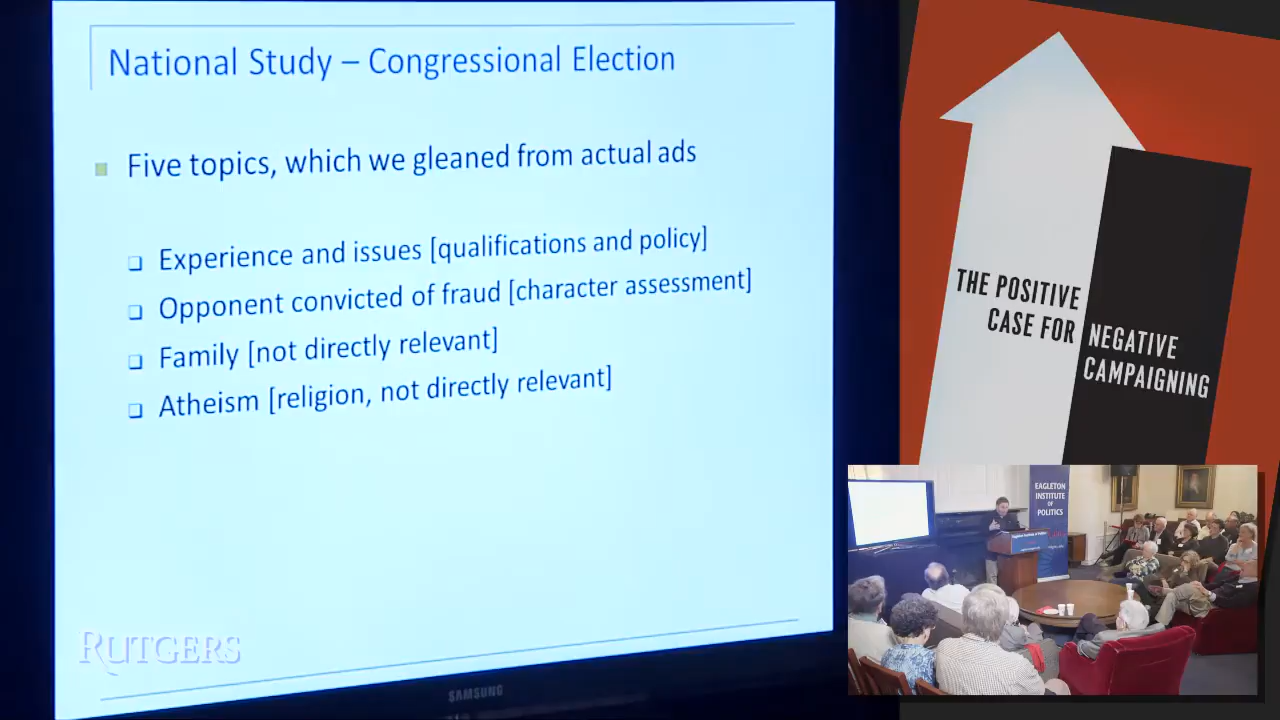 National Study – Congressional Election
Five topics, which we gleaned from actual ads
Experience and issues [qualifications and policy]
Opponent convicted of fraud [character assessment]
Family [not directly relevant]
Atheism [religion, not directly relevant]
RUTGERS
SAMSUNG
THE POSITIVE
CASE FOR
NEGATIVE
CAMPAIGNING
EAGLETON
INSTITUTE
OF
POLITICS